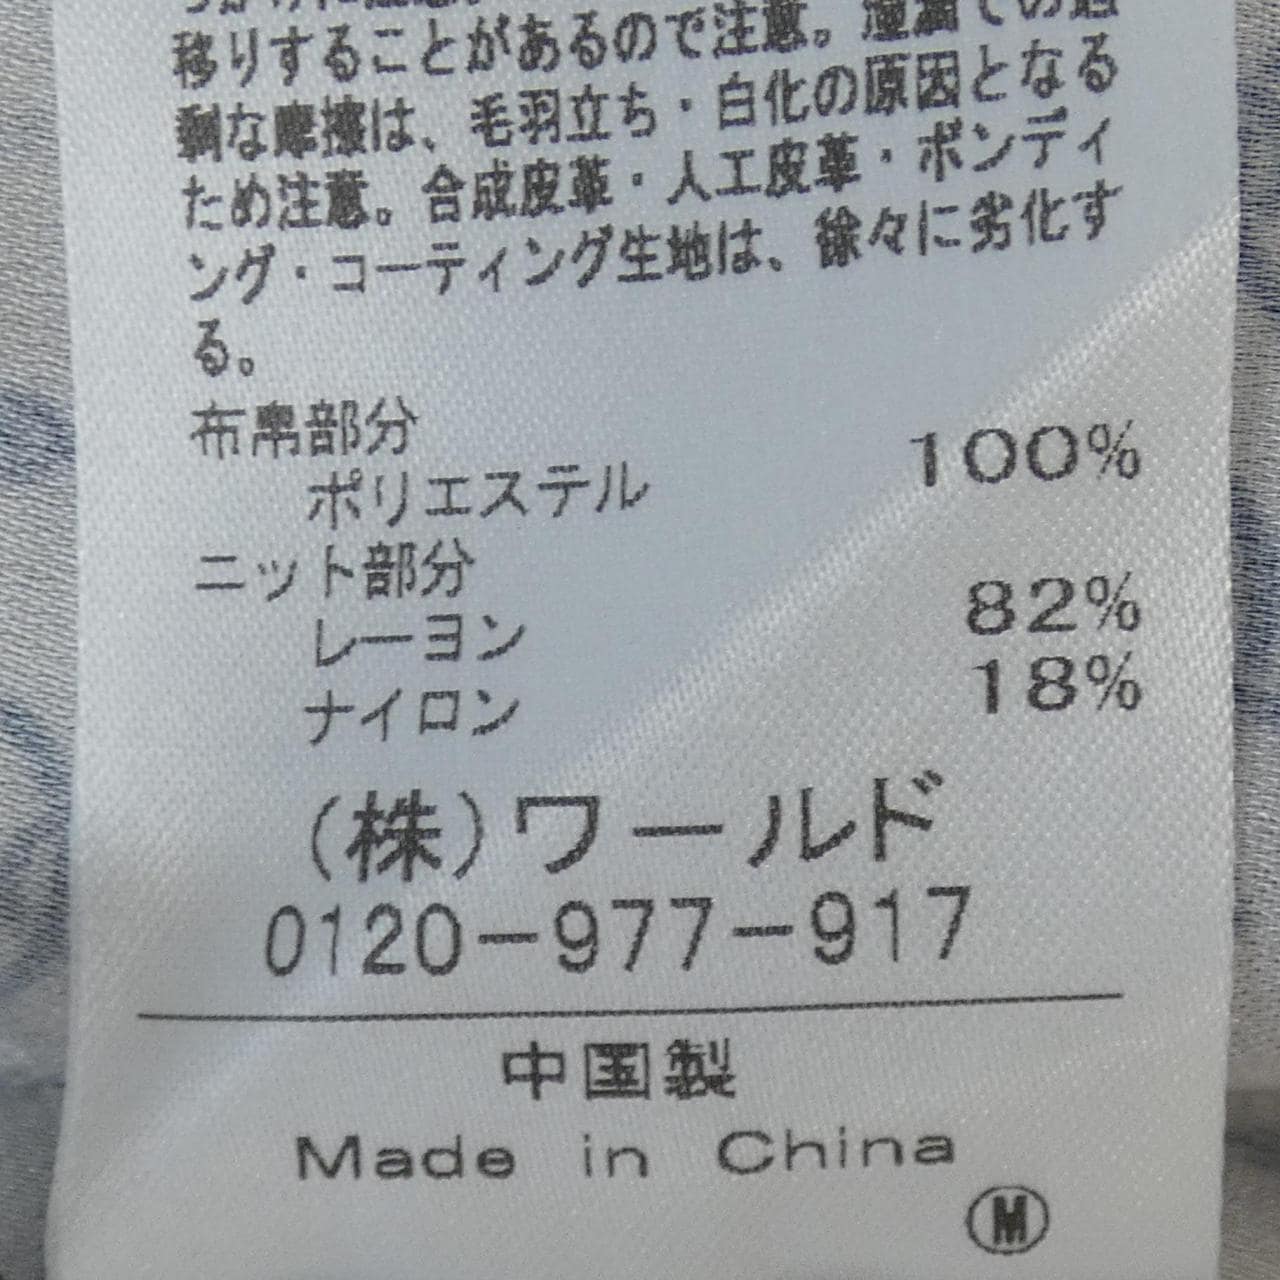 移りすることがあるので注意。湿潤での過
剰な摩擦は、毛羽立ち・白化の原因となる
ため注意。合成皮革・人工皮革・ボンディ
ング・コーティング生地は、徐々に劣化す
る。
布帛部分
ポリエステル 100%
ニット部分
レーヨン 82%
ナイロン 18%
(株)ワールド
0120-977-917
中国製
Made in China
M